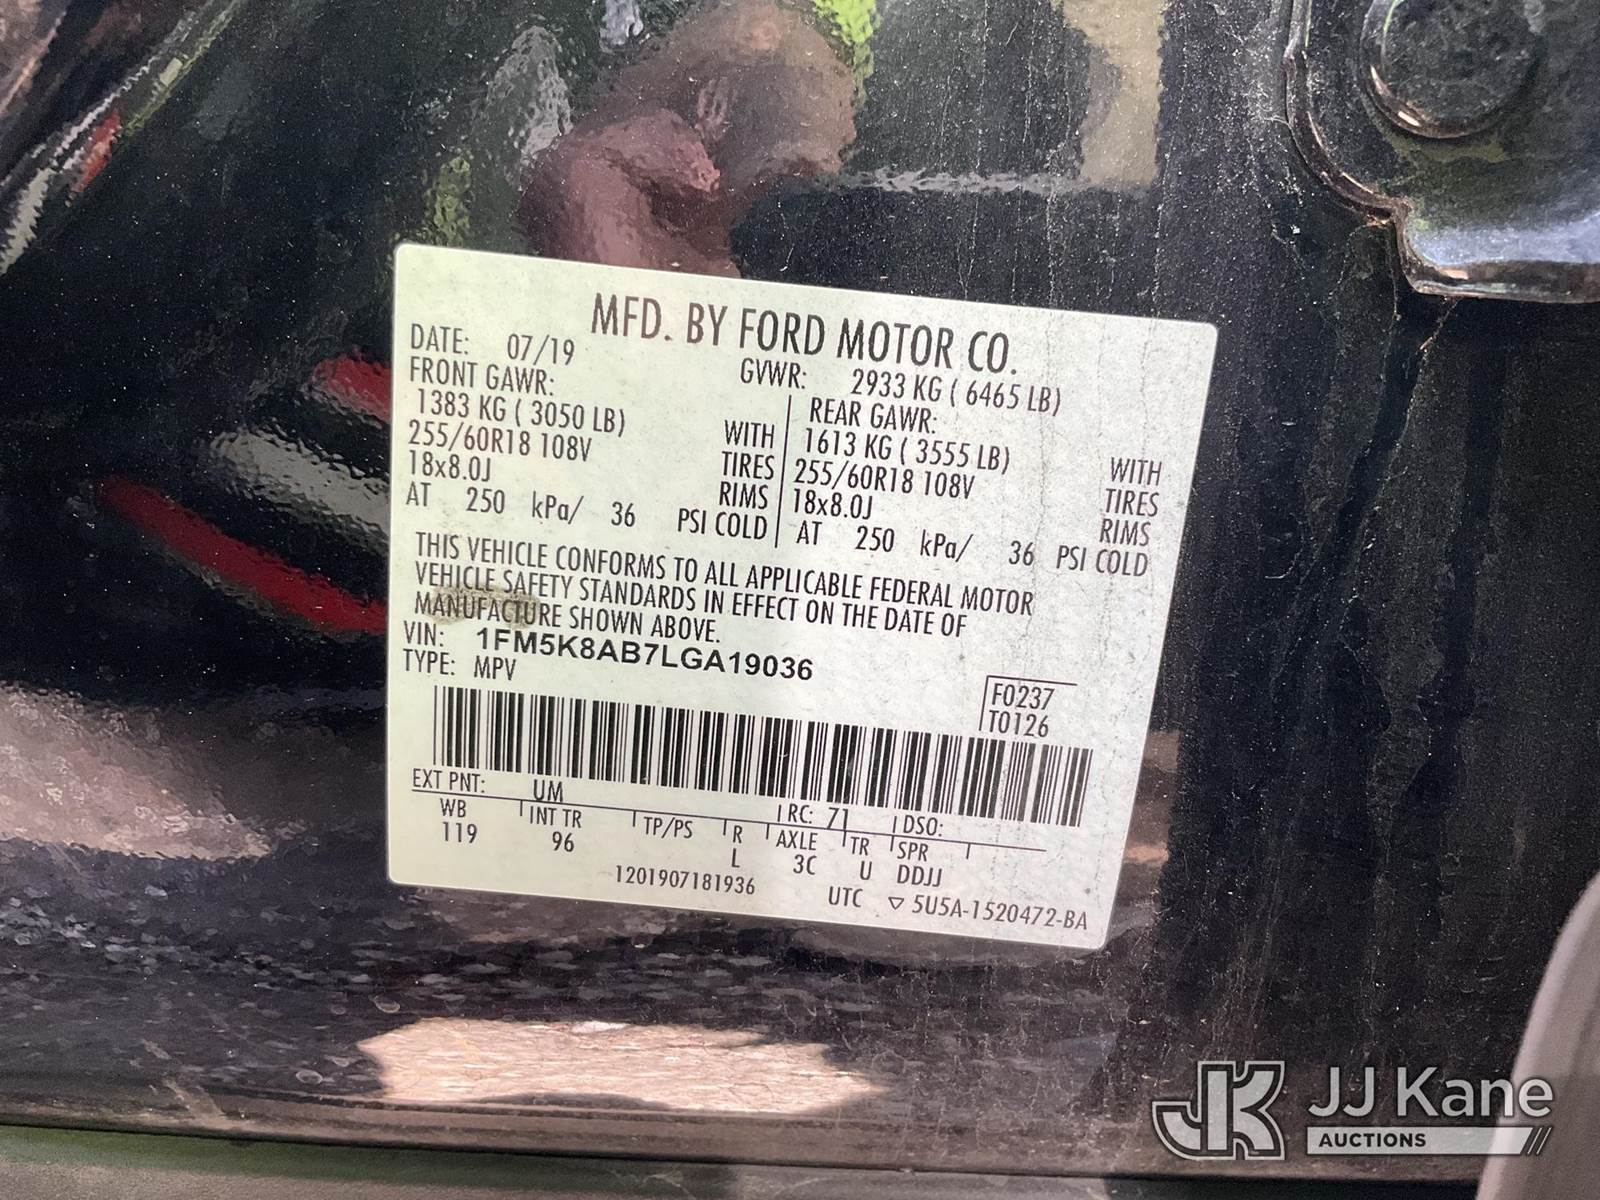 MFD. BY FORD MOTOR CO.
DATE: 07/19 GVWR: 2933 KG ( 6465 LB)
FRONT GAWR: REAR GAWR:
1383 KG ( 3050 LB) WITH 1613 KG ( 3555 LB) WITH
255/60R18 108V TIRES 255/60R18 108V TIRES
18x8.0J RIMS 18x8.0J RIMS
AT 250 kPa/ 36 PSI COLD AT 250 kPa/ 36 PSI COLD
THIS VEHICLE CONFORMS TO ALL APPLICABLE FEDERAL MOTOR
VEHICLE SAFETY STANDARDS IN EFFECT ON THE DATE OF
MANUFACTURE SHOWN ABOVE.
VIN: 1FM5K8AB7LGA19036
TYPE: MPV
F0237
T0126
EXT PNT: UM RC: 71 DSO:
WB INT TR TP/PS R AXLE TR SPR
119 96 L 3C U DDJJ
1201907181936 UTC ▽ 5U5A-1520472-BA
JK JJ Kane
AUCTIONS